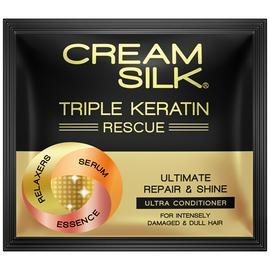 CREAM
SILK®
TRIPLE KERATIN
RESCUE
RELAXERS
SERUM
ESSENCE
ULTIMATE
REPAIR & SHINE
ULTRA CONDITIONER
FOR INTENSELY
DAMAGED & DULL HAIR